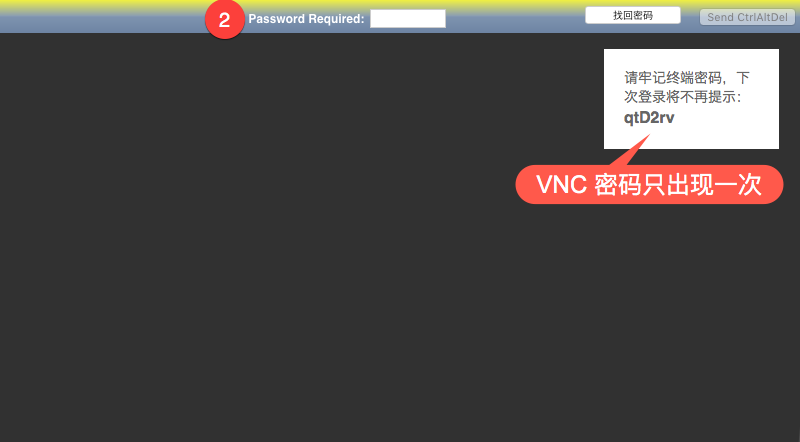 2 Password Required: 找回密码 Send CtrlAltDel
请牢记终端密码，下
次登录将不再提示：
qtD2rv
VNC 密码只出现一次